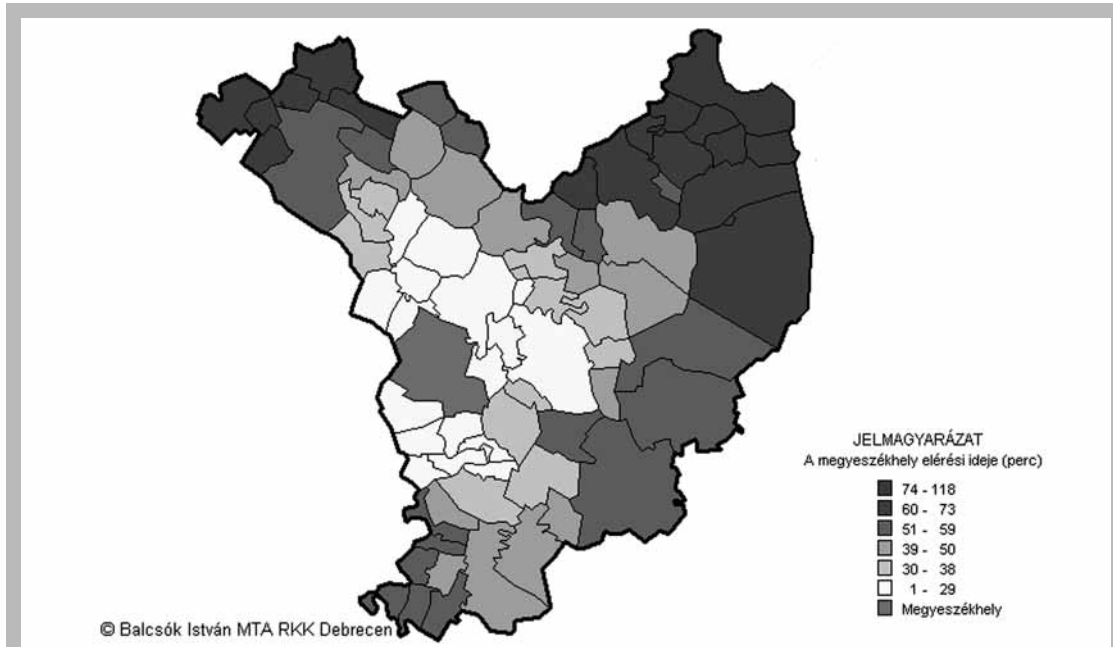 JELMAGYARÁZAT
A megyeszékhely elérési ideje (perc)
74 - 118
60 - 73
51 - 59
39 - 50
30 - 38
1 - 29
Megyeszékhely
© Balcsók István MTA RKK Debrecen